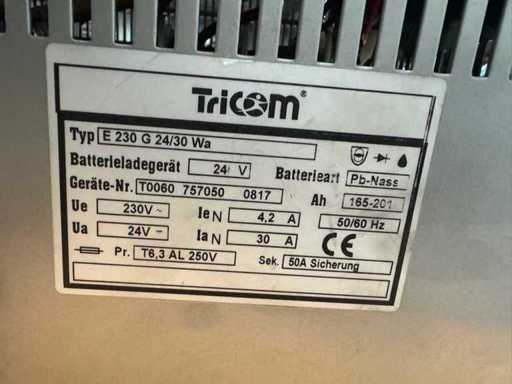 TriCOM®
Typ E 230 G 24/30 Wa
Batterieladegerät 24 V Batterieart Pb-Nass
Geräte-Nr. T0060 757050 0817 Ah 165-201
Ue 230V~ Ie N 4,2 A 50/60 Hz
Ua 24V Ia N 30 A CE
Pr. T6,3 AL 250V Sek. 50A Sicherung